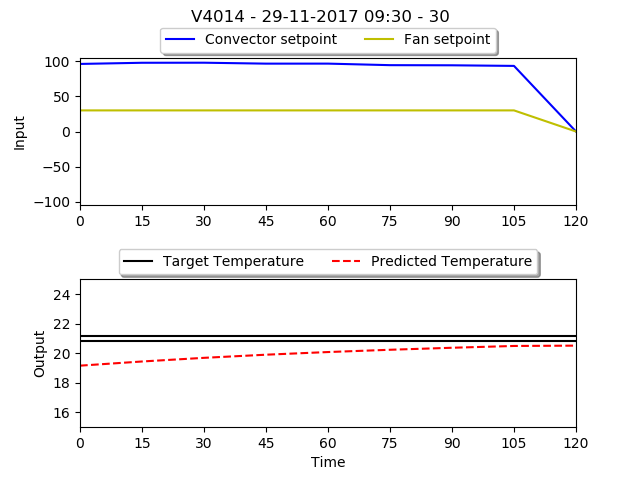 V4014 - 29-11-2017 09:30 - 30
Convector setpoint Fan setpoint
100
50
0
−50
−100
Input
0 15 30 45 60 75 90 105 120
Target Temperature Predicted Temperature
24
22
20
18
16
Output
0 15 30 45 60 75 90 105 120
Time